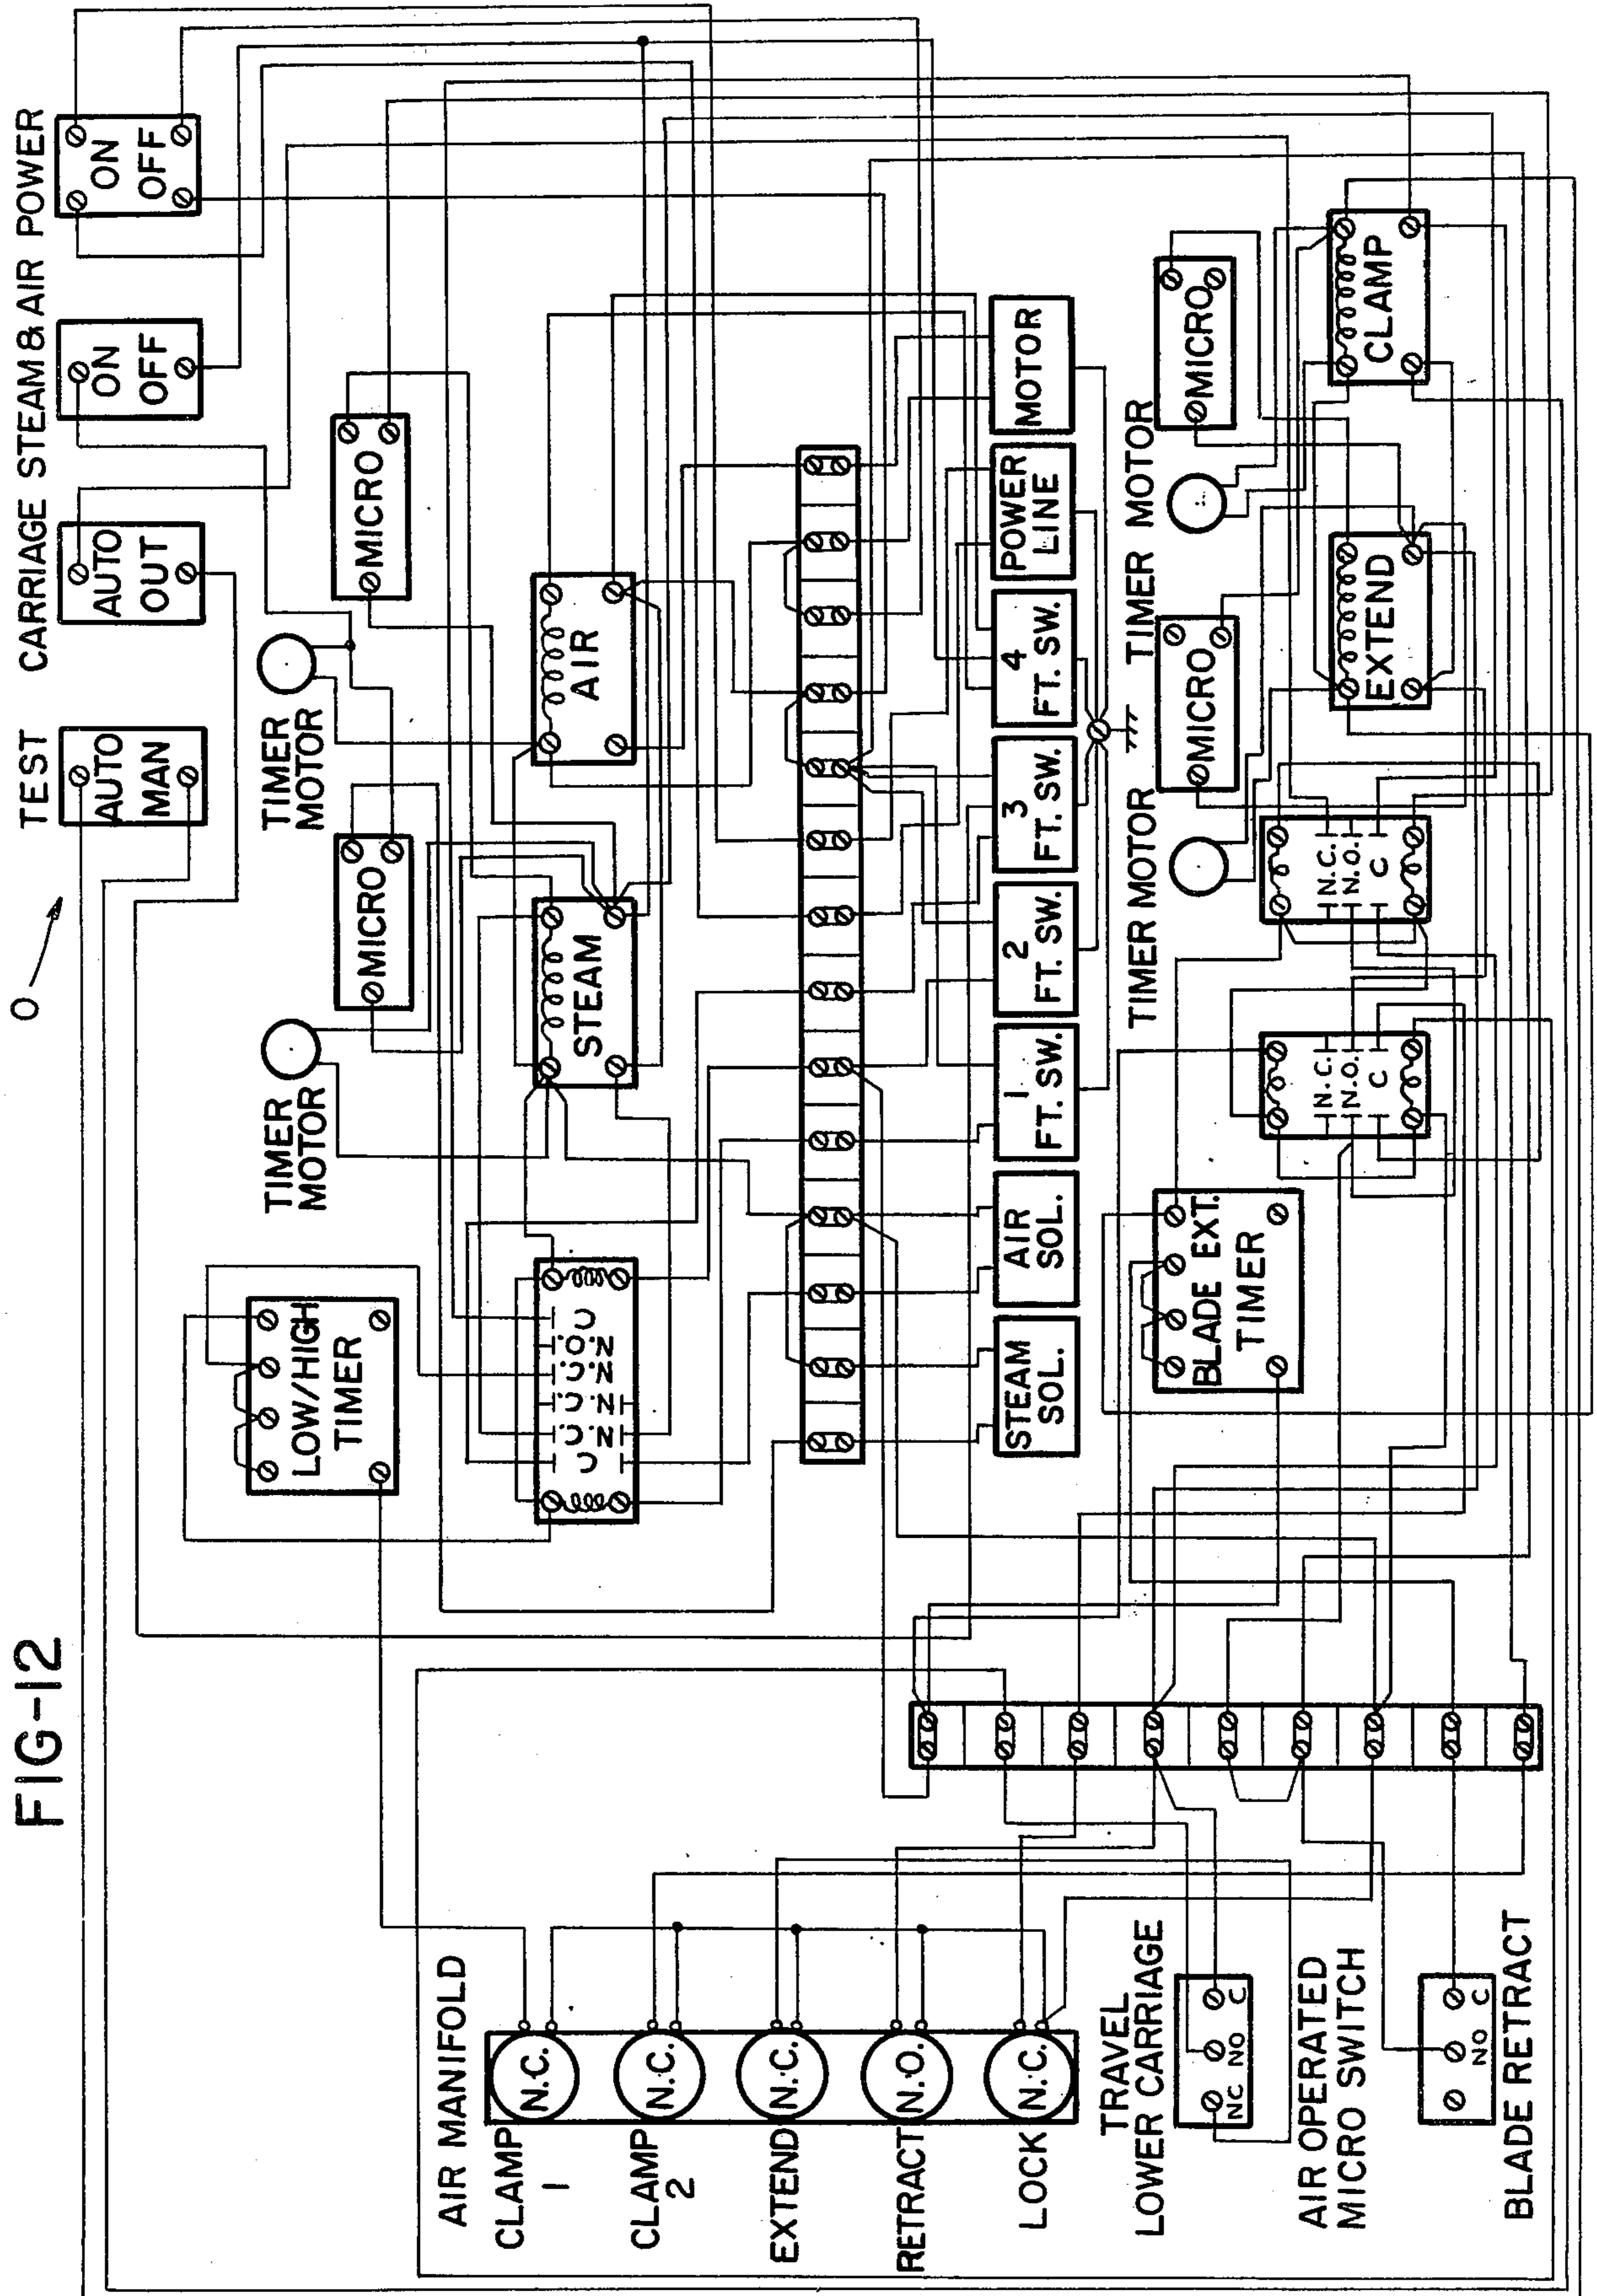 FIG-12
O
TEST
CARRIAGE
STEAM & AIR
POWER
AUTO
MAN
AUTO
OUT
ON
OFF
ON
OFF
LOW/HIGH
TIMER
TIMER
MOTOR
MICRO
TIMER
MOTOR
MICRO
C
N.C.
N.C.
N.C.
N.O.
C
STEAM
AIR
STEAM
SOL.
AIR
SOL.
1
FT. SW.
2
FT. SW.
3
FT. SW.
4
FT. SW.
POWER
LINE
MOTOR
BLADE EXT.
TIMER
TIMER MOTOR
MICRO
TIMER MOTOR
MICRO
N.C.
N.O.
C
N.C.
N.O.
C
EXTEND
CLAMP
AIR MANIFOLD
CLAMP
1
N.C.
CLAMP
2
N.C.
EXTEND
N.C.
RETRACT
N.O.
LOCK
N.C.
TRAVEL
LOWER CARRIAGE
NC
NO
C
AIR OPERATED
MICRO SWITCH
NO
C
BLADE RETRACT